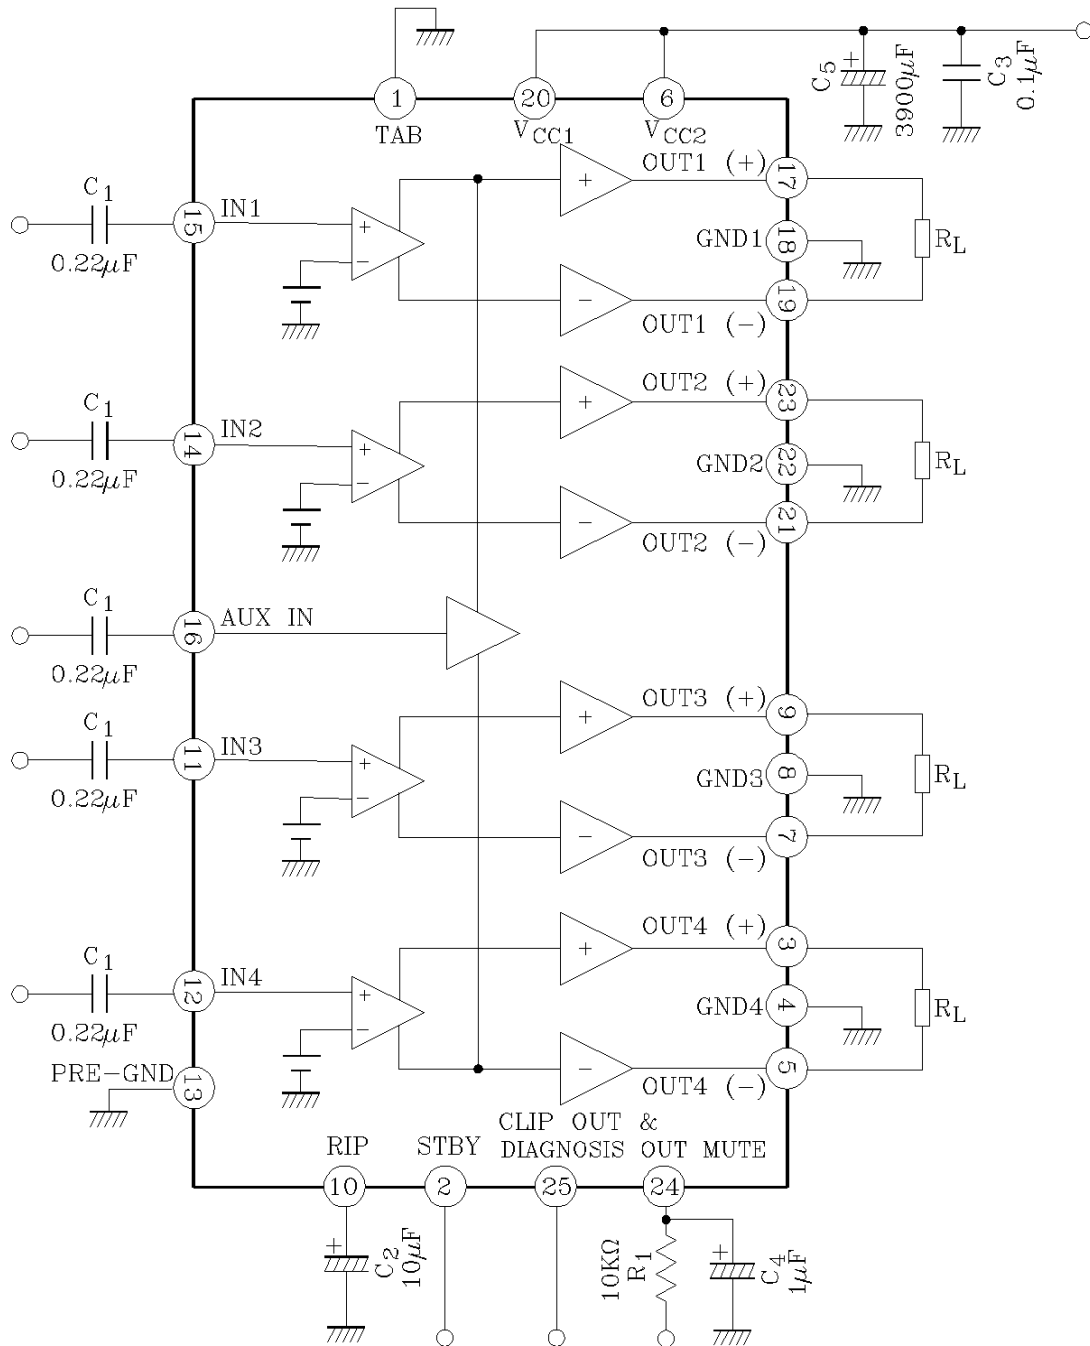 1
TAB
20
V CC1
6
V CC2
C5
+
3900μF
C3
0.1μF
C1
0.22μF
15
IN1
+
−
+
−
OUT1 (+)
17
GND1
18
OUT1 (−)
19
RL
C1
0.22μF
14
IN2
+
−
+
−
OUT2 (+)
23
GND2
22
OUT2 (−)
21
RL
C1
0.22μF
16
AUX IN
C1
0.22μF
11
IN3
+
−
+
−
OUT3 (+)
9
GND3
8
OUT3 (−)
7
RL
C1
0.22μF
12
IN4
+
−
+
−
OUT4 (+)
3
GND4
4
OUT4 (−)
5
RL
PRE-GND
13
RIP
10
STBY
2
CLIP OUT &
DIAGNOSIS OUT MUTE
25
24
+
C2
10μF
10KΩ
R1
+
C4
1μF